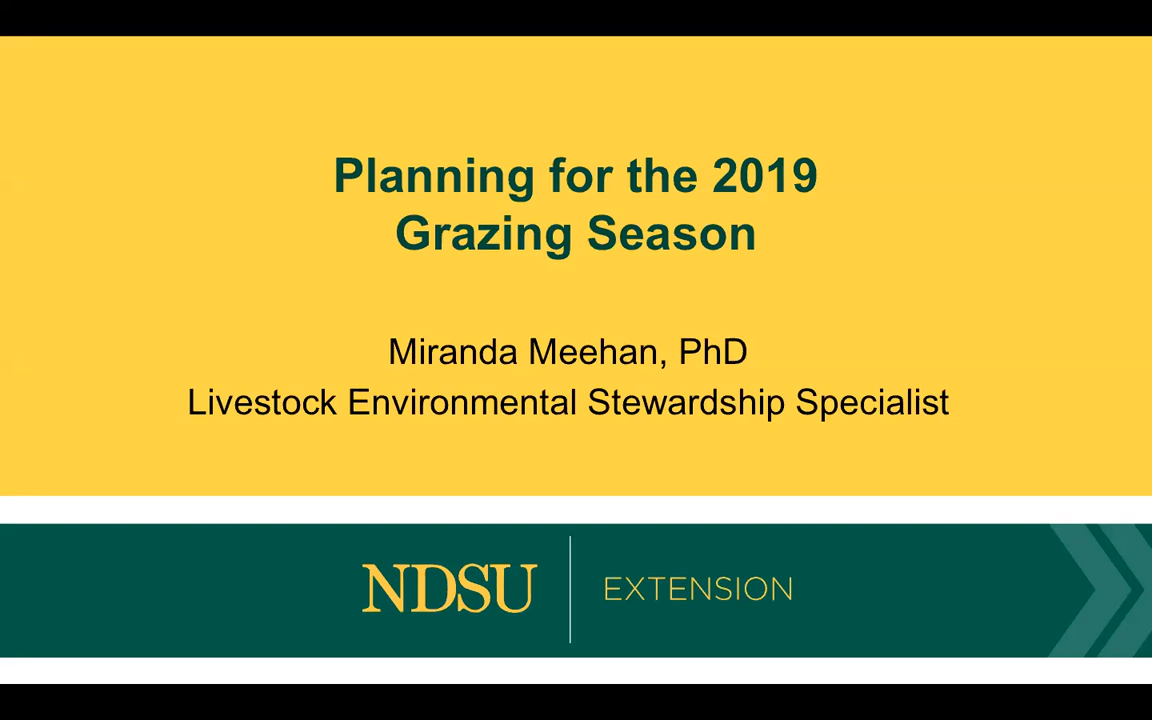 Planning for the 2019
Grazing Season
Miranda Meehan, PhD
Livestock Environmental Stewardship Specialist
NDSU EXTENSION